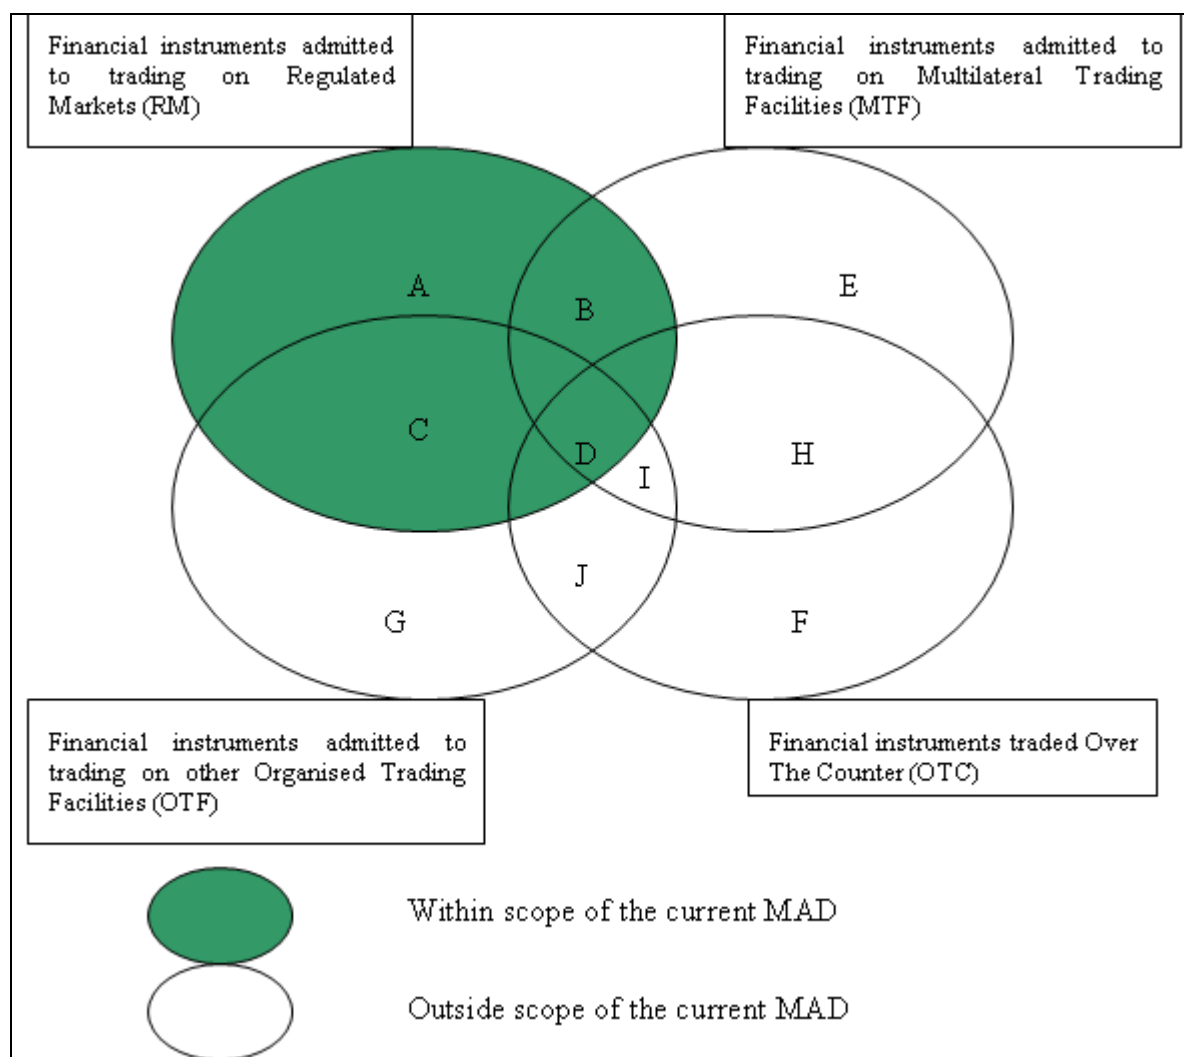 Financial instruments admitted
to trading on Regulated
Markets (RM)
Financial instruments admitted to
trading on Multilateral Trading
Facilities (MTF)
A
B
E
C
D
I
H
J
G
F
Financial instruments admitted to
trading on other Organised Trading
Facilities (OTF)
Financial instruments traded Over
The Counter (OTC)
Within scope of the current MAD
Outside scope of the current MAD